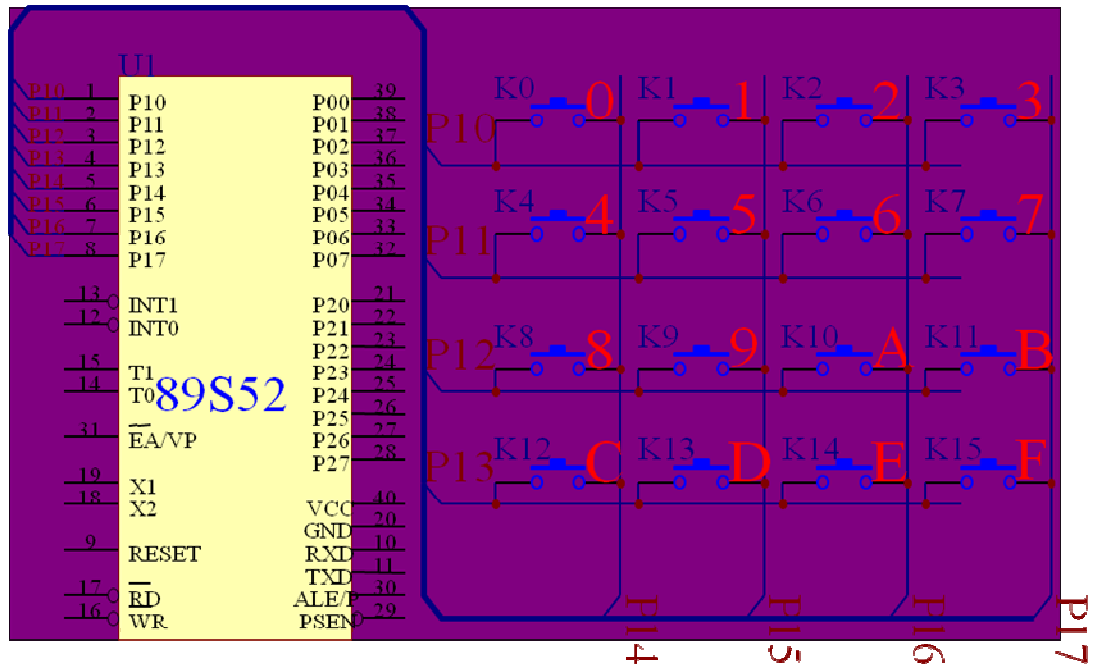 U1
P10 1 P10 P00 39
P11 2 P11 P01 38
P12 3 P12 P02 37
P13 4 P13 P03 36
P14 5 P14 P04 35
P15 6 P15 P05 34
P16 7 P16 P06 33
P17 8 P17 P07 32
13 INT1 P20 21
12 INT0 P21 22
P22 23
15 T1 P23 24
14 T0 P24 25
89S52
P25 26
31 EA/VP P26 27
P27 28
19 X1
18 X2 VCC 40
GND 20
9 RESET RXD 10
TXD 11
17 RD ALE/P 30
16 WR PSEN 29
K0 0 K1 1 K2 2 K3 3
P10
K4 4 K5 5 K6 6 K7 7
P11
K8 8 K9 9 K10 A K11 B
P12
K12 C K13 D K14 E K15 F
P13
P14 P15 P16 P17